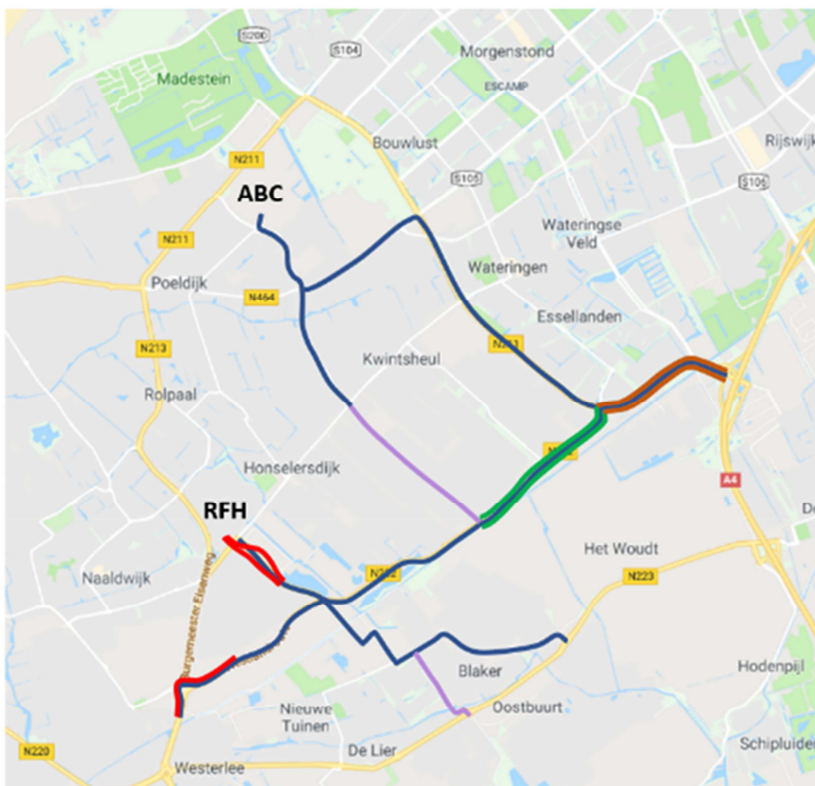 S200
S104
Morgenstond
Madestein
ESCAMP
Bouwlust
Rijswijk
N211
S105
S106
ABC
Wateringse
Veld
N211
Wateringen
Poeldijk
N464
Essellanden
N213
Kwintsheul
Rolpaal
Honselersdijk
A4
RFH
Het Woudt
Naaldwijk
N223
Burgemeester Elsenweg
Blaker
Hodenpijl
Nieuwe
Tuinen
Oostbuurt
De Lier
Schipluiden
N220
Westerlee